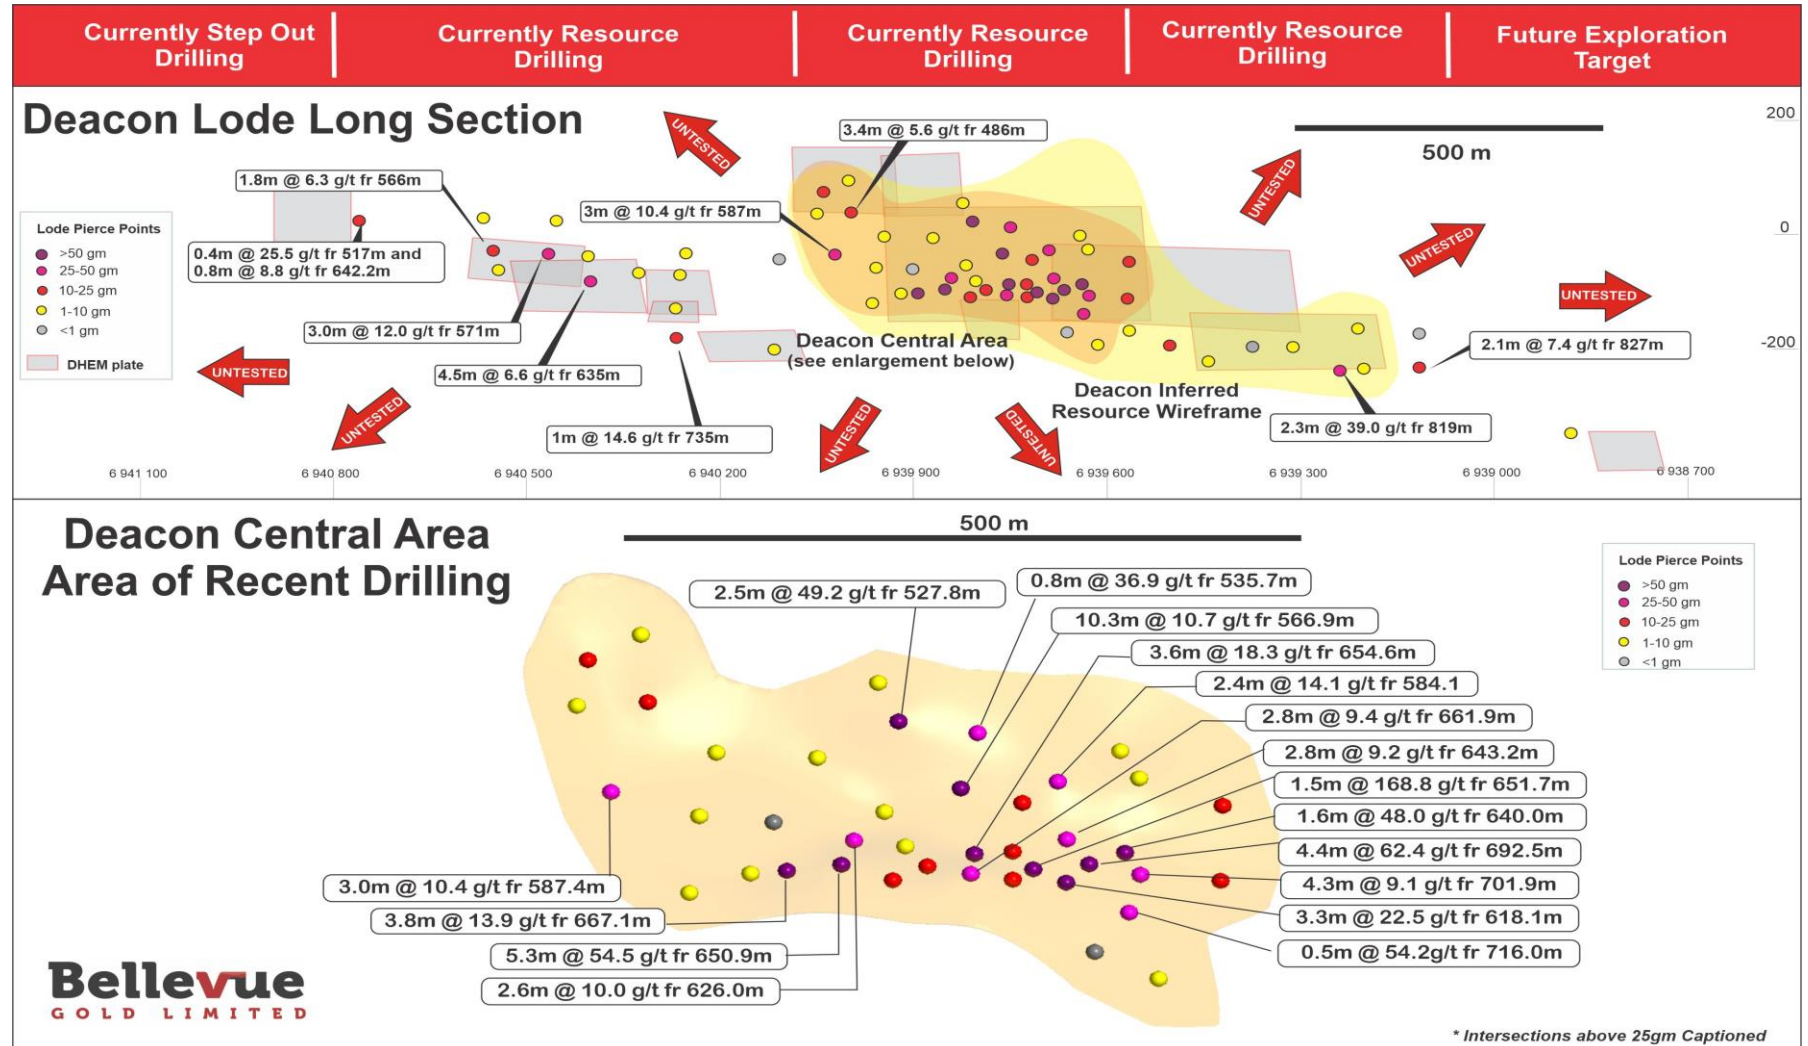 Currently Step Out
Drilling
Currently Resource
Drilling
Currently Resource
Drilling
Currently Resource
Drilling
Future Exploration
Target
Deacon Lode Long Section
200
0
-200
500 m
UNTESTED
UNTESTED
UNTESTED
UNTESTED
UNTESTED
UNTESTED
UNTESTED
UNTESTED
3.4m @ 5.6 g/t fr 486m
1.8m @ 6.3 g/t fr 566m
3m @ 10.4 g/t fr 587m
Lode Pierce Points
>50 gm
25-50 gm
10-25 gm
1-10 gm
<1 gm
DHEM plate
0.4m @ 25.5 g/t fr 517m and
0.8m @ 8.8 g/t fr 642.2m
3.0m @ 12.0 g/t fr 571m
4.5m @ 6.6 g/t fr 635m
1m @ 14.6 g/t fr 735m
Deacon Central Area
(see enlargement below)
Deacon Inferred
Resource Wireframe
2.1m @ 7.4 g/t fr 827m
2.3m @ 39.0 g/t fr 819m
6 941 100
6 940 800
6 940 500
6 940 200
6 939 900
6 939 600
6 939 300
6 939 000
6 938 700
Deacon Central Area
Area of Recent Drilling
500 m
Lode Pierce Points
>50 gm
25-50 gm
10-25 gm
1-10 gm
<1 gm
2.5m @ 49.2 g/t fr 527.8m
0.8m @ 36.9 g/t fr 535.7m
10.3m @ 10.7 g/t fr 566.9m
3.6m @ 18.3 g/t fr 654.6m
2.4m @ 14.1 g/t fr 584.1
2.8m @ 9.4 g/t fr 661.9m
2.8m @ 9.2 g/t fr 643.2m
1.5m @ 168.8 g/t fr 651.7m
1.6m @ 48.0 g/t fr 640.0m
4.4m @ 62.4 g/t fr 692.5m
4.3m @ 9.1 g/t fr 701.9m
3.3m @ 22.5 g/t fr 618.1m
0.5m @ 54.2g/t fr 716.0m
3.0m @ 10.4 g/t fr 587.4m
3.8m @ 13.9 g/t fr 667.1m
5.3m @ 54.5 g/t fr 650.9m
2.6m @ 10.0 g/t fr 626.0m
Bellevue
GOLD LIMITED
* Intersections above 25gm Captioned